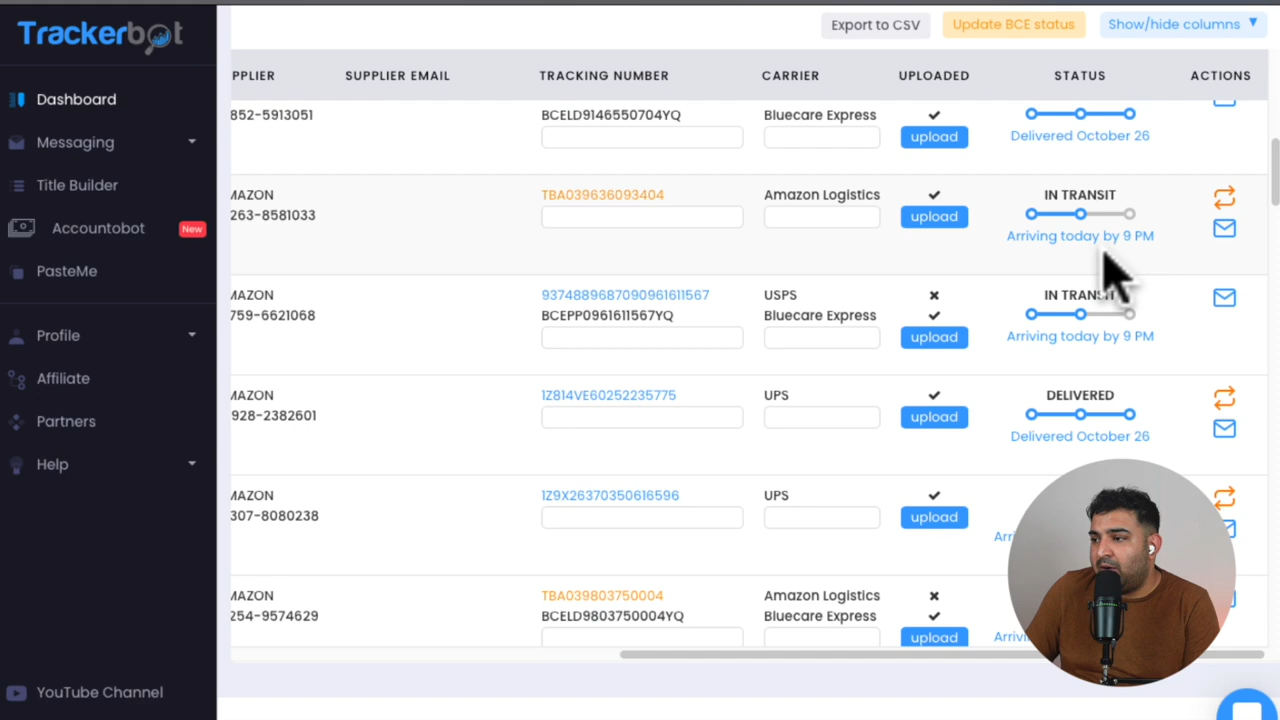 Trackerbot
Dashboard
Messaging
Title Builder
Accountobot New
PasteMe
Profile
Affiliate
Partners
Help
YouTube Channel
Export to CSV Update BCE status Show/hide columns
PPLIER SUPPLIER EMAIL TRACKING NUMBER CARRIER UPLOADED STATUS ACTIONS
852-5913051 BCELD9146550704YQ Bluecare Express
upload Delivered October 26
MAZON TBA039636093404 Amazon Logistics IN TRANSIT
263-8581033 upload
Arriving today by 9 PM
MAZON 9374889687090961611567 USPS IN TRANSIT
759-6621068 BCEPP0961611567YQ Bluecare Express
upload Arriving today by 9 PM
MAZON 1Z814VE60252235775 UPS DELIVERED
928-2382601 upload
Delivered October 26
MAZON 1Z9X26370350616596 UPS
307-8080238 upload
Arri
MAZON TBA039803750004 Amazon Logistics
254-9574629 BCELD9803750004YQ Bluecare Express
upload Arrivi